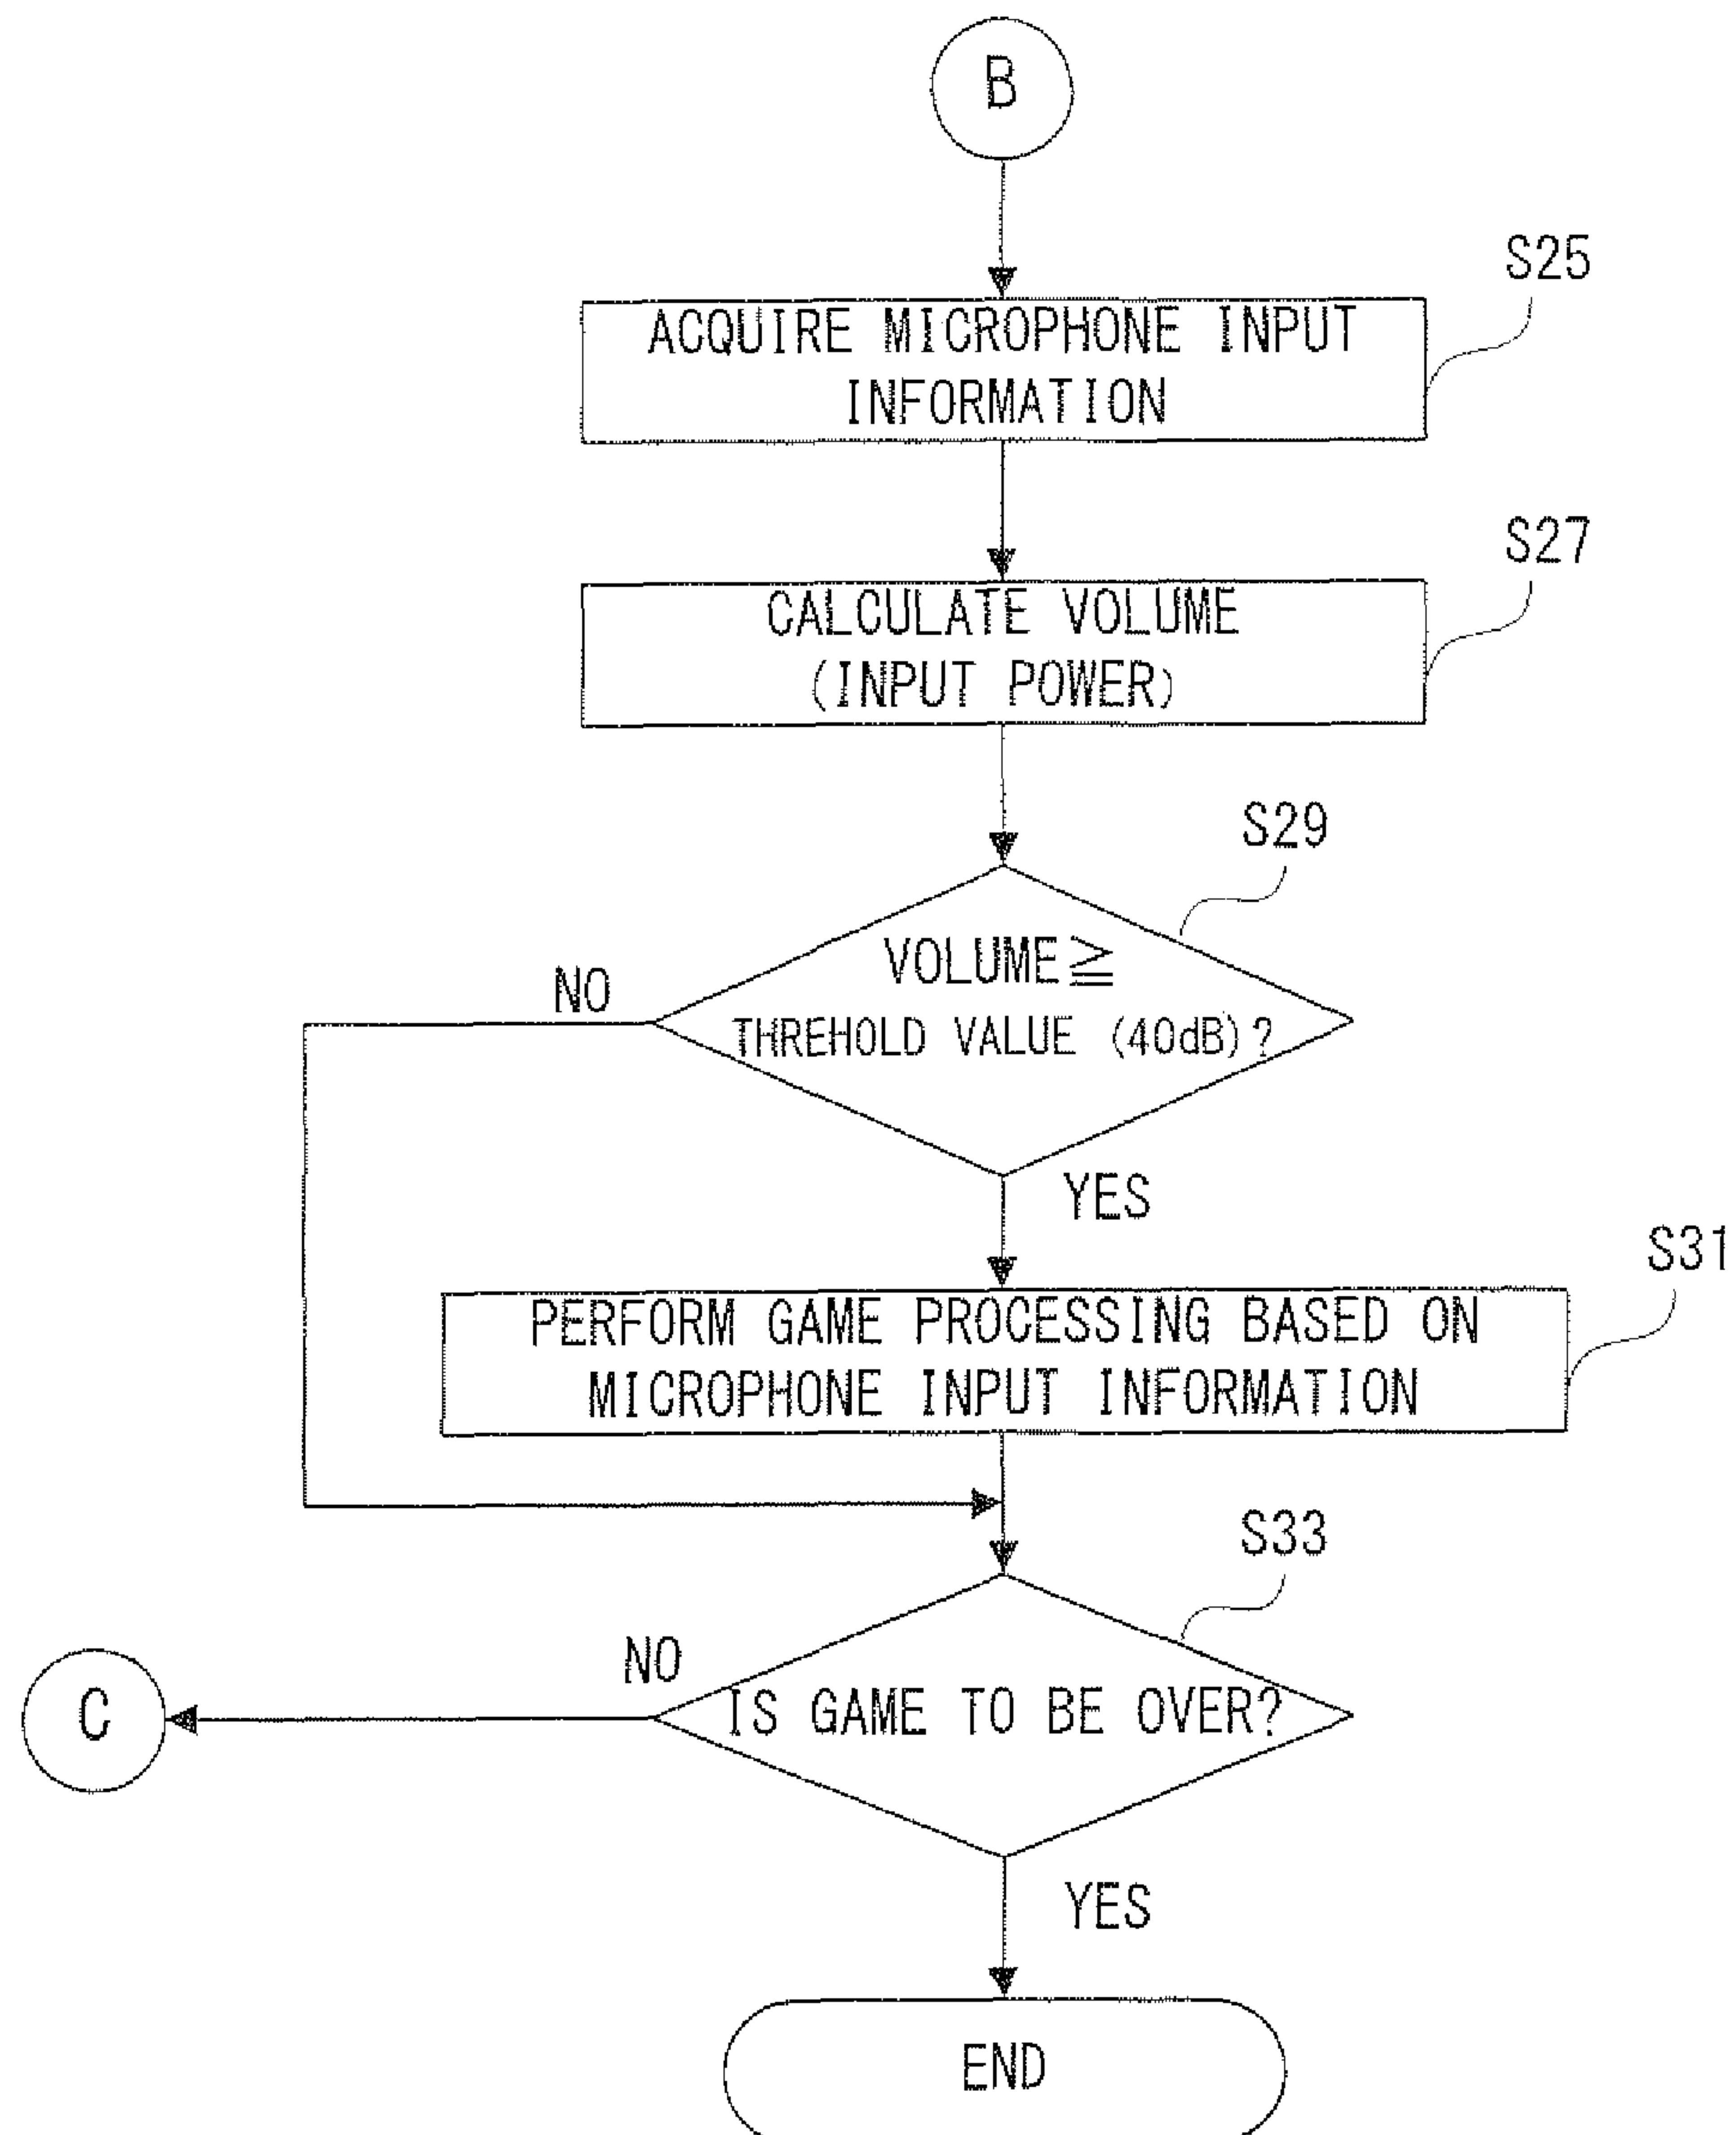 B
S25
ACQUIRE MICROPHONE INPUT
INFORMATION
S27
CALCULATE VOLUME
(INPUT POWER)
S29
VOLUME≧
THREHOLD VALUE (40dB)?
NO
YES
S31
PERFORM GAME PROCESSING BASED ON
MICROPHONE INPUT INFORMATION
S33
NO
IS GAME TO BE OVER?
C
YES
END